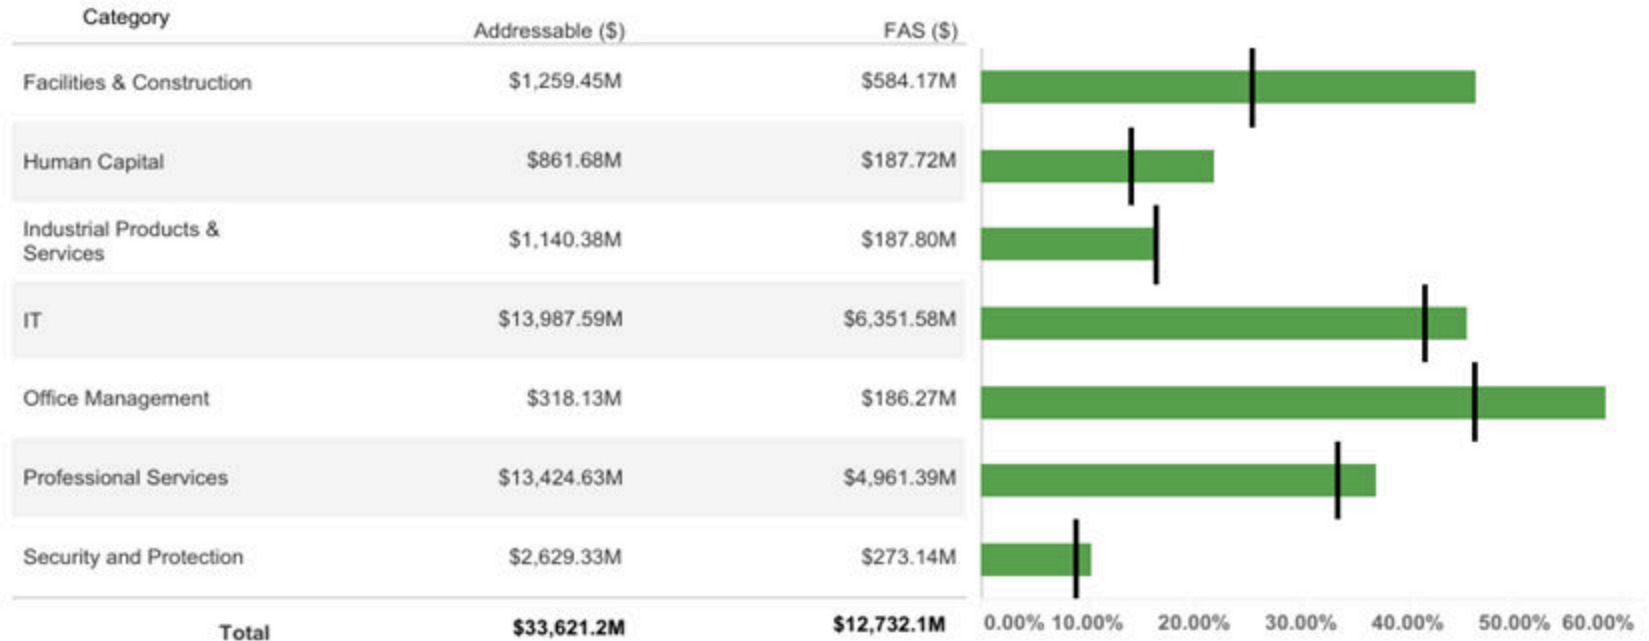 Category Addressable ($) FAS ($)
Facilities & Construction $1,259.45M $584.17M
Human Capital $861.68M $187.72M
Industrial Products &
Services $1,140.38M $187.80M
IT $13,987.59M $6,351.58M
Office Management $318.13M $186.27M
Professional Services $13,424.63M $4,961.39M
Security and Protection $2,629.33M $273.14M
Total $33,621.2M $12,732.1M
0.00% 10.00% 20.00% 30.00% 40.00% 50.00% 60.00%